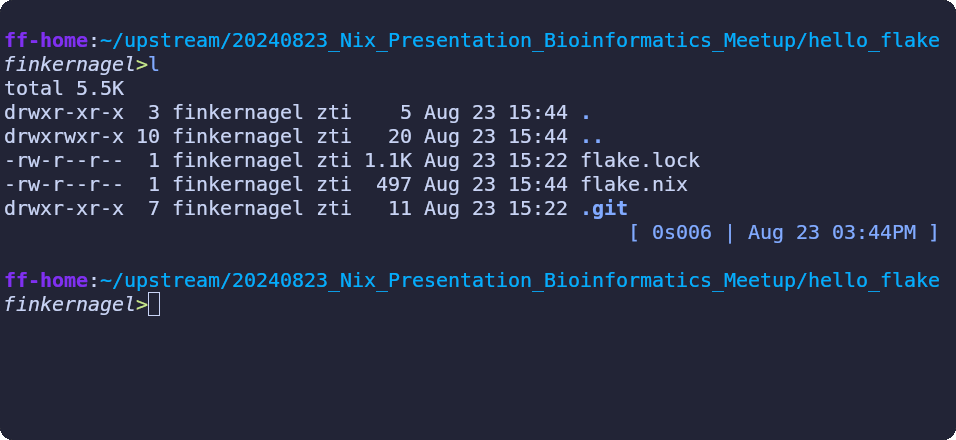 ff-home:~/upstream/20240823_Nix_Presentation_Bioinformatics_Meetup/hello_flake
finkernagel>l
total 5.5K
drwxr-xr-x  3 finkernagel zti    5 Aug 23 15:44 .
drwxrwxr-x 10 finkernagel zti   20 Aug 23 15:44 ..
-rw-r--r--  1 finkernagel zti 1.1K Aug 23 15:22 flake.lock
-rw-r--r--  1 finkernagel zti  497 Aug 23 15:44 flake.nix
drwxr-xr-x  7 finkernagel zti   11 Aug 23 15:22 .git
[ 0s006 | Aug 23 03:44PM ]
ff-home:~/upstream/20240823_Nix_Presentation_Bioinformatics_Meetup/hello_flake
finkernagel>